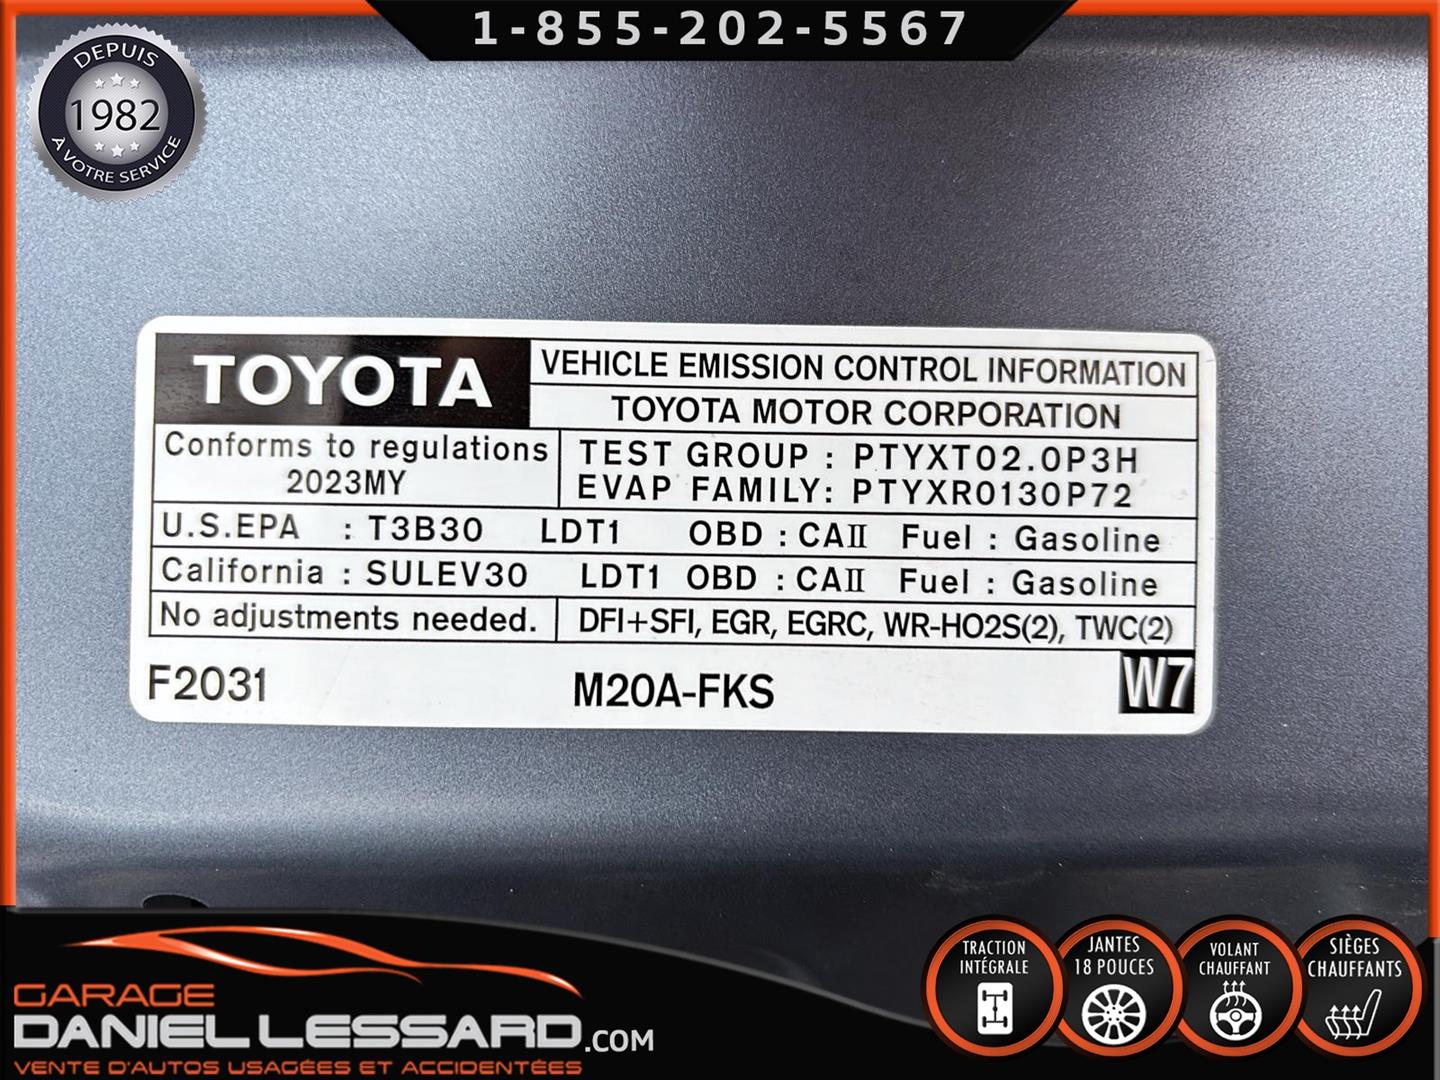 1-855-202-5567
DEPUIS
1982
À VOTRE SERVICE
TOYOTA
VEHICLE EMISSION CONTROL INFORMATION
TOYOTA MOTOR CORPORATION
Conforms to regulations
2023MY
TEST GROUP : PTYXT02.0P3H
EVAP FAMILY: PTYXR0130P72
U.S.EPA : T3B30 LDT1 OBD : CAII Fuel : Gasoline
California : SULEV30 LDT1 OBD : CAII Fuel : Gasoline
No adjustments needed.
DFI+SFI, EGR, EGRC, WR-HO2S(2), TWC(2)
F2031
M20A-FKS
W7
GARAGE
DANIEL LESSARD.COM
VENTE D'AUTOS USAGÉES ET ACCIDENTÉES
TRACTION
INTÉGRALE
JANTES
18 POUCES
VOLANT
CHAUFFANT
SIÈGES
CHAUFFANTS